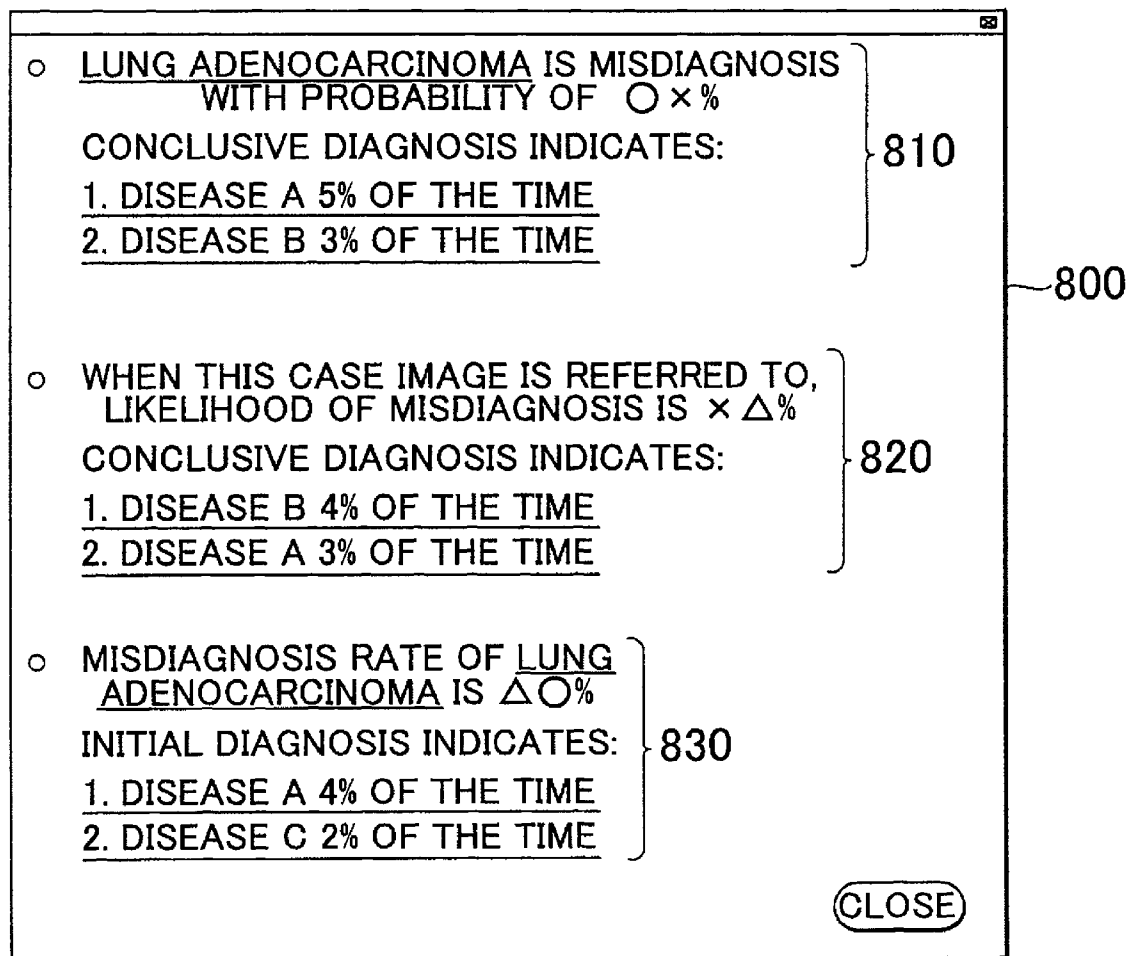 ○ LUNG ADENOCARCINOMA IS MISDIAGNOSIS
WITH PROBABILITY OF ○×%
CONCLUSIVE DIAGNOSIS INDICATES:
1. DISEASE A 5% OF THE TIME
2. DISEASE B 3% OF THE TIME
810
800
○ WHEN THIS CASE IMAGE IS REFERRED TO,
LIKELIHOOD OF MISDIAGNOSIS IS ×△%
CONCLUSIVE DIAGNOSIS INDICATES:
1. DISEASE B 4% OF THE TIME
2. DISEASE A 3% OF THE TIME
820
○ MISDIAGNOSIS RATE OF LUNG
ADENOCARCINOMA IS △○%
INITIAL DIAGNOSIS INDICATES:
1. DISEASE A 4% OF THE TIME
2. DISEASE C 2% OF THE TIME
830
CLOSE